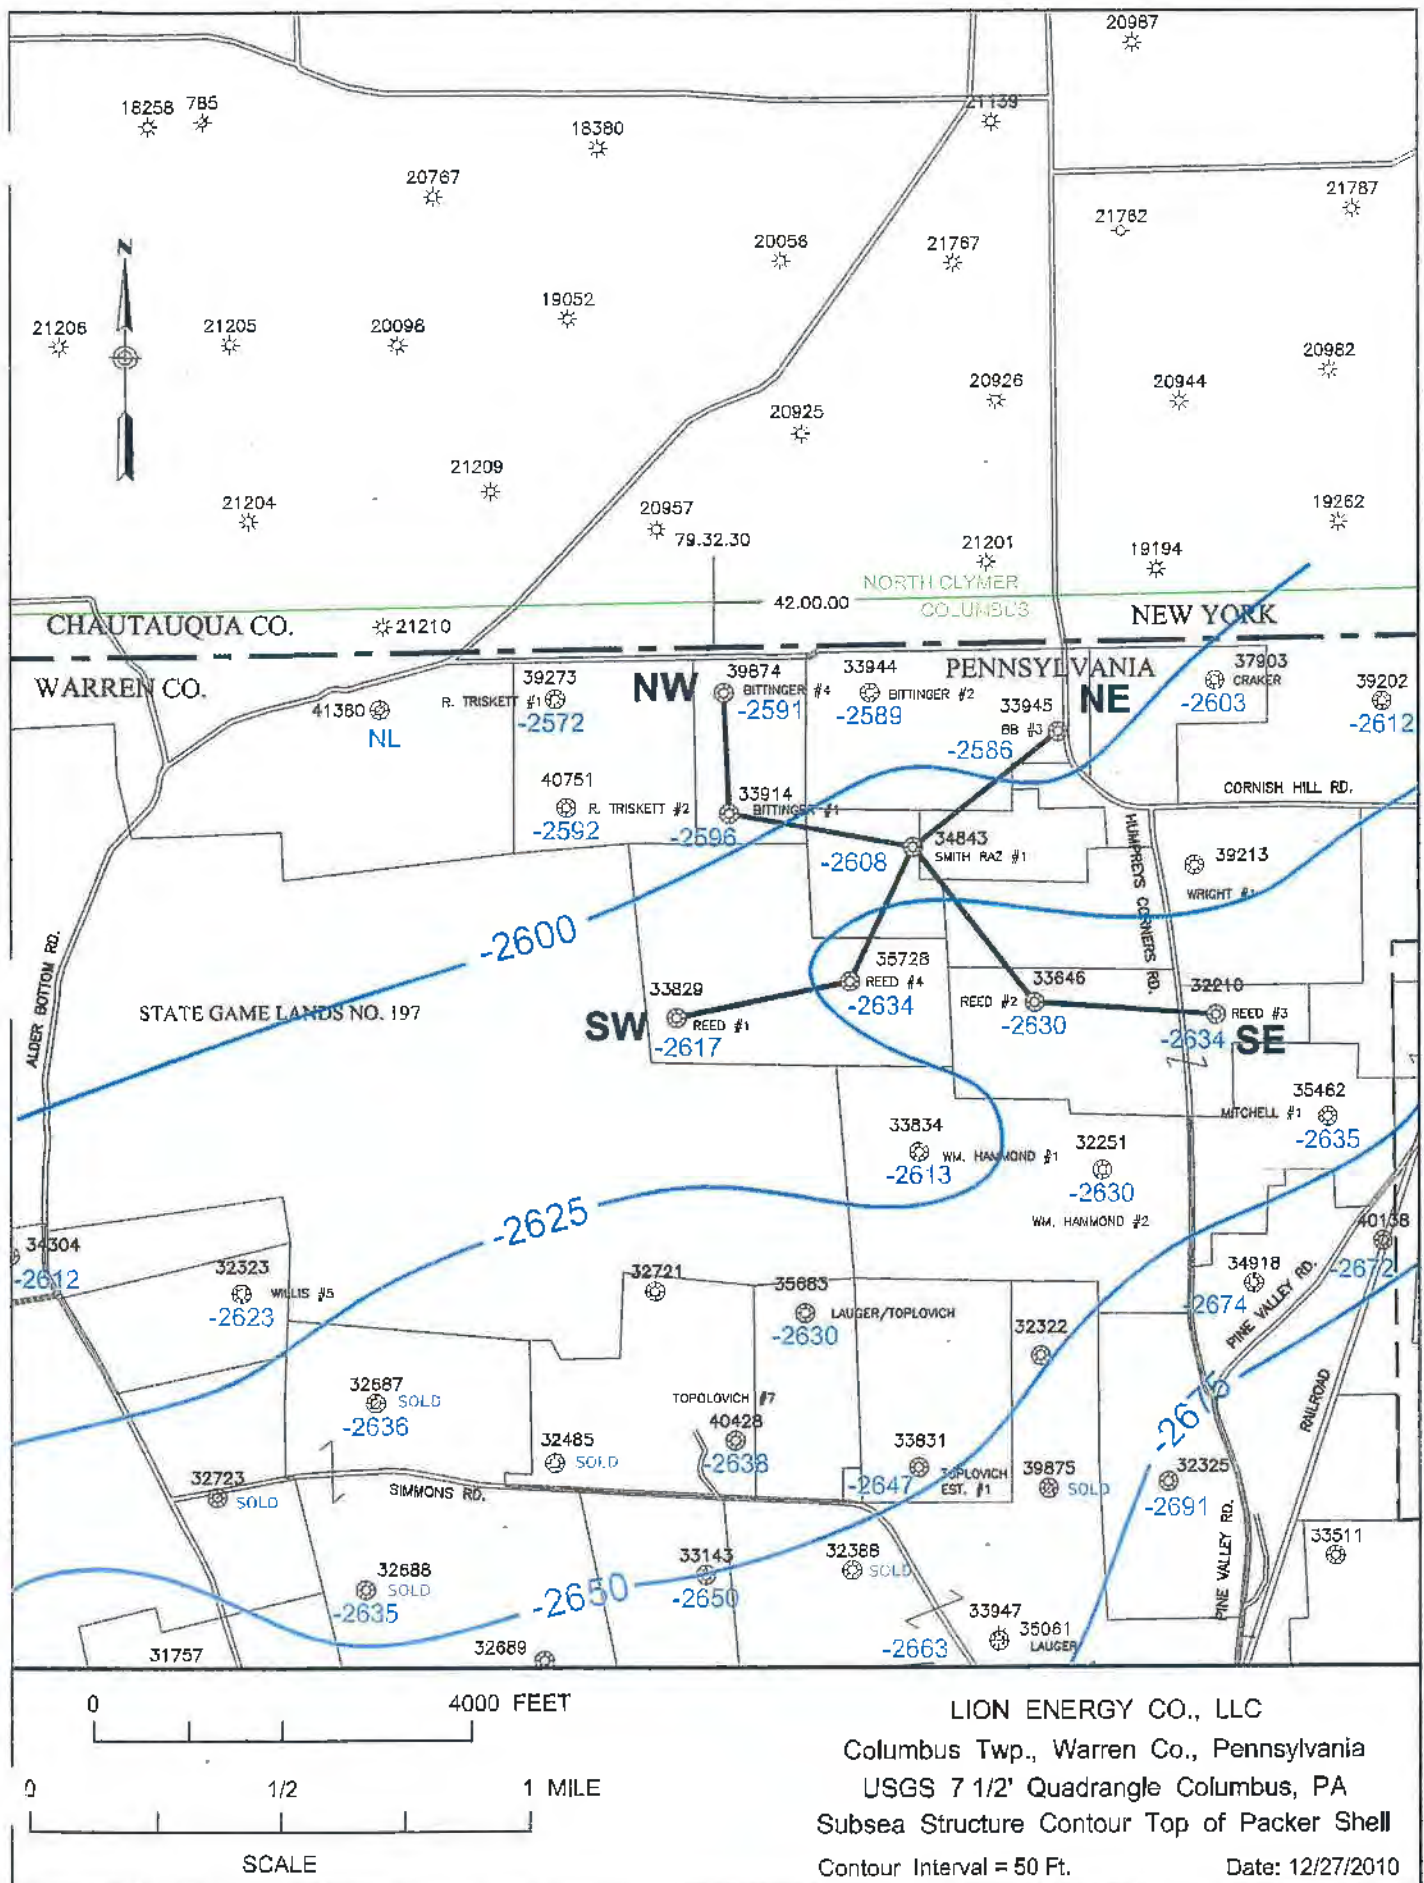 20987
18258
785
21139
18380
20767
21787
21762
20056
21767
N
19052
21206
21205
20096
20982
20926
20944
20925
21209
21204
20957
19262
79.32.30
21201
19194
NORTH CLYMER
42.00.00
COLUMBUS
CHAUTAUQUA CO.
21210
NEW YORK
PENNSYLVANIA
WARREN CO.
39273
R. TRISKETT #1
-2572
NW
39874
BITTINGER #4
-2591
33944
BITTINGER #2
-2589
33945
BB #3
-2586
NE
37903
CRAKER
-2603
39202
-2612
41360
NL
40751
R. TRISKETT #2
-2592
33914
BITTINGER #1
-2596
CORNISH HILL RD.
34843
SMITH RAZ #1
-2608
HUMPREYS CORNERS RD.
39213
WRIGHT #1
-2600
ALDER BOTTOM RD.
STATE GAME LANDS NO. 197
35728
REED #4
-2634
33829
SW
REED #1
-2617
33646
REED #2
-2630
32210
REED #3
-2634
SE
35462
MITCHELL #1
-2635
33834
WM. HAMMOND #1
-2613
32251
-2630
WM. HAMMOND #2
-2625
34304
-2612
32323
WILLIS #5
-2623
32721
35683
LAUGER/TOPLOVICH
-2630
40138
-2672
34918
-2674
PINE VALLEY RD.
32322
32687
SOLD
-2636
TOPOLOVICH #7
40428
-2638
-2675
RAILROAD
32485
SOLD
33831
TOPLOVICH
EST. #1
-2647
39875
SOLD
32325
-2691
32723
SOLD
SIMMONS RD.
PINE VALLEY RD.
33511
32688
SOLD
-2635
-2650
33143
-2650
32388
SOLD
33947
35061
LAUGER
-2663
31757
32689
0
4000 FEET
0
1/2
1 MILE
SCALE
LION ENERGY CO., LLC
Columbus Twp., Warren Co., Pennsylvania
USGS 7 1/2' Quadrangle Columbus, PA
Subsea Structure Contour Top of Packer Shell
Contour Interval = 50 Ft.
Date: 12/27/2010